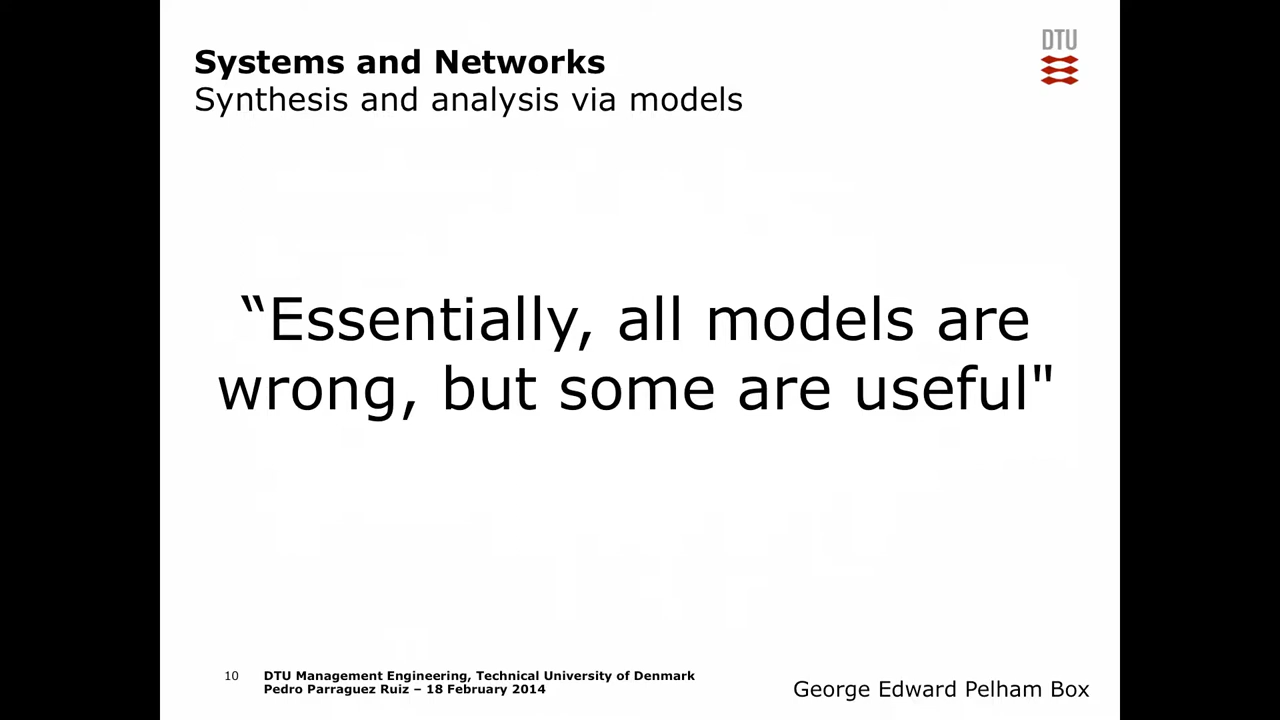 Systems and Networks
Synthesis and analysis via models
DTU
“Essentially, all models are
wrong, but some are useful"
10
DTU Management Engineering, Technical University of Denmark
Pedro Parraguez Ruiz – 18 February 2014
George Edward Pelham Box